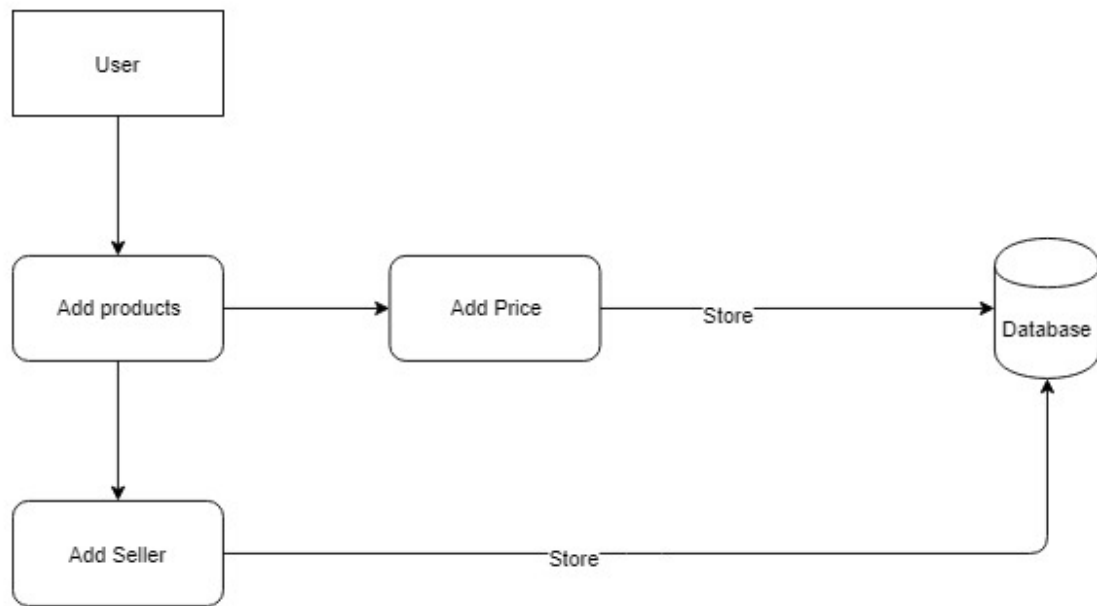 User
Add products
Add Price
Store
Database
Add Seller
Store